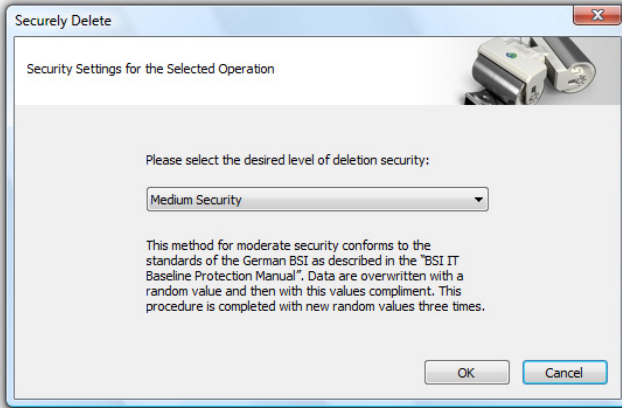 Securely Delete
Security Settings for the Selected Operation
Please select the desired level of deletion security:
Medium Security
This method for moderate security conforms to the
standards of the German BSI as described in the "BSI IT
Baseline Protection Manual". Data are overwritten with a
random value and then with this values compliment. This
procedure is completed with new random values three times.
OK
Cancel